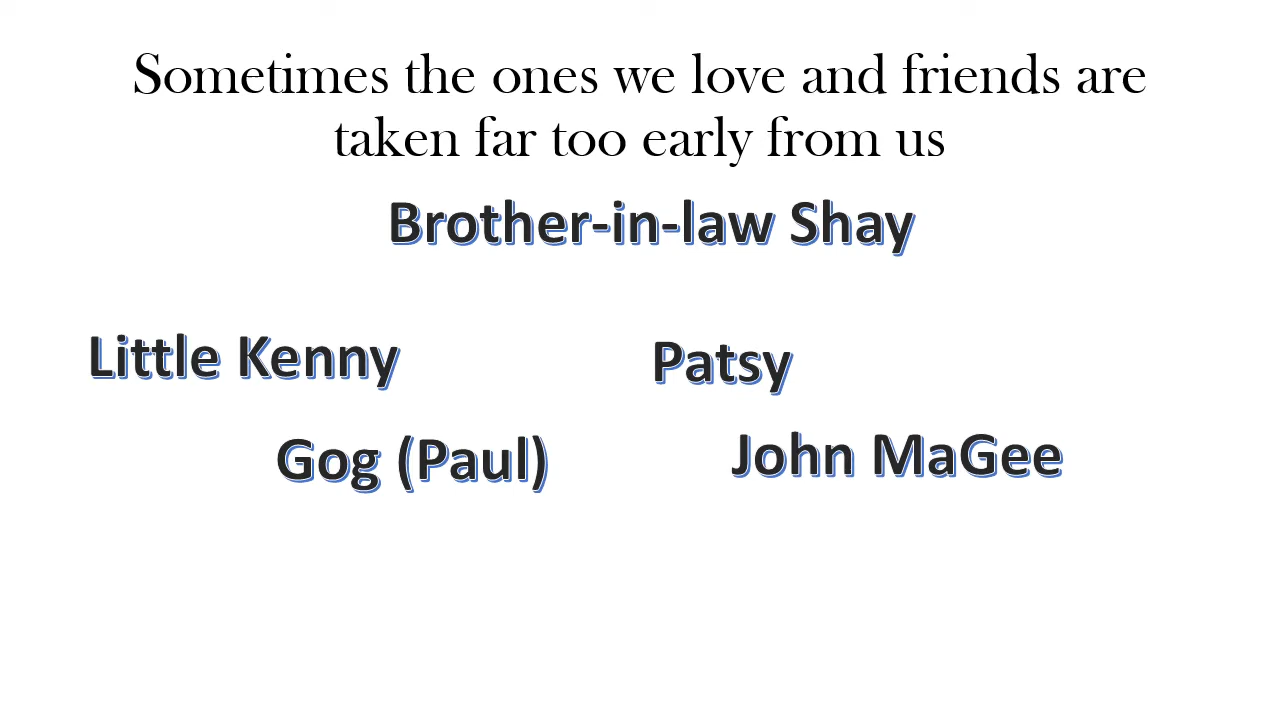 Sometimes the ones we love and friends are
taken far too early from us
Brother-in-law Shay
Little Kenny
Patsy
Gog (Paul)
John MaGee